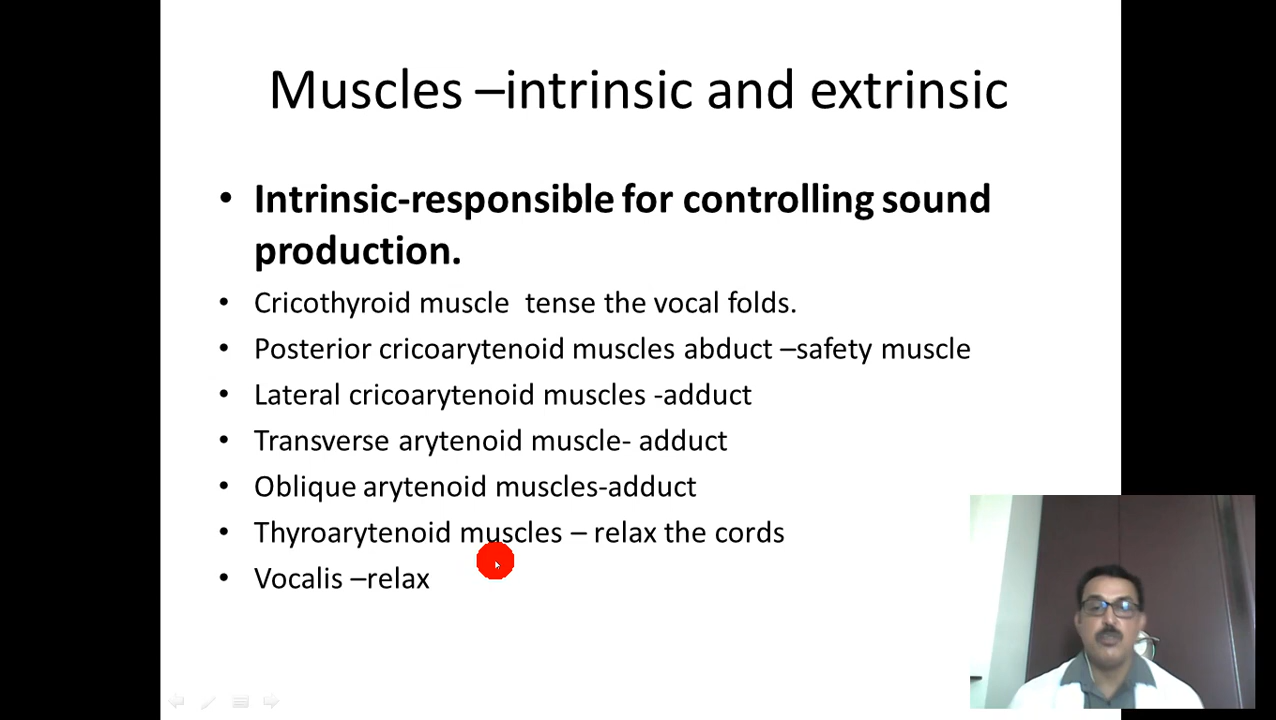 Muscles –intrinsic and extrinsic
• Intrinsic-responsible for controlling sound
production.
• Cricothyroid muscle  tense the vocal folds.
• Posterior cricoarytenoid muscles abduct –safety muscle
• Lateral cricoarytenoid muscles -adduct
• Transverse arytenoid muscle- adduct
• Oblique arytenoid muscles-adduct
• Thyroarytenoid muscles – relax the cords
• Vocalis –relax